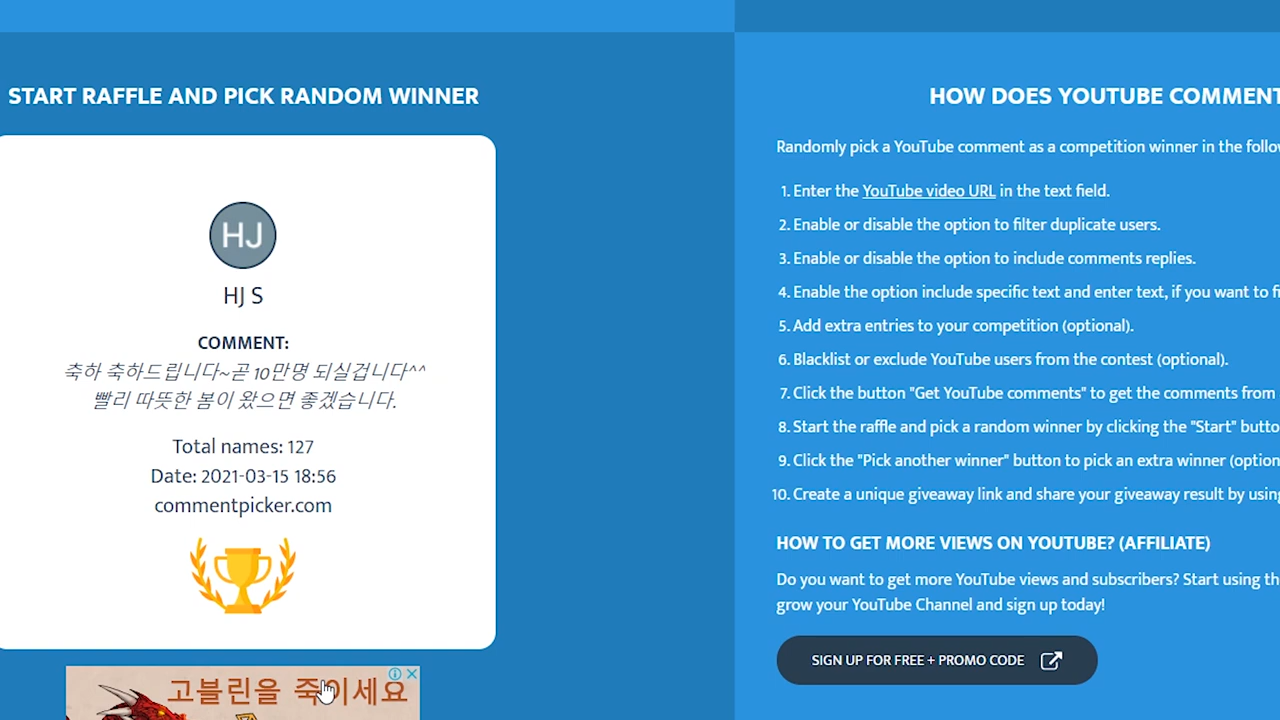 START RAFFLE AND PICK RANDOM WINNER
HJ
HJ S
COMMENT:
축하 축하드립니다~곧 10만명 되실겁니다^^
빨리 따뜻한 봄이 왔으면 좋겠습니다.
Total names: 127
Date: 2021-03-15 18:56
commentpicker.com
고블린을 죽이세요
HOW DOES YOUTUBE COMMENT
Randomly pick a YouTube comment as a competition winner in the
1. Enter the YouTube video URL in the text field.
2. Enable or disable the option to filter duplicate users.
3. Enable or disable the option to include comments replies.
4. Enable the option include specific text and enter text, if you want to
5. Add extra entries to your competition (optional).
6. Blacklist or exclude YouTube users from the contest (optional).
7. Click the button "Get YouTube comments" to get the comments from
8. Start the raffle and pick a random winner by clicking the "Start"
9. Click the "Pick another winner" button to pick an extra winner
10. Create a unique giveaway link and share your giveaway result by
HOW TO GET MORE VIEWS ON YOUTUBE? (AFFILIATE)
Do you want to get more YouTube views and subscribers? Start using
grow your YouTube Channel and sign up today!
SIGN UP FOR FREE + PROMO CODE